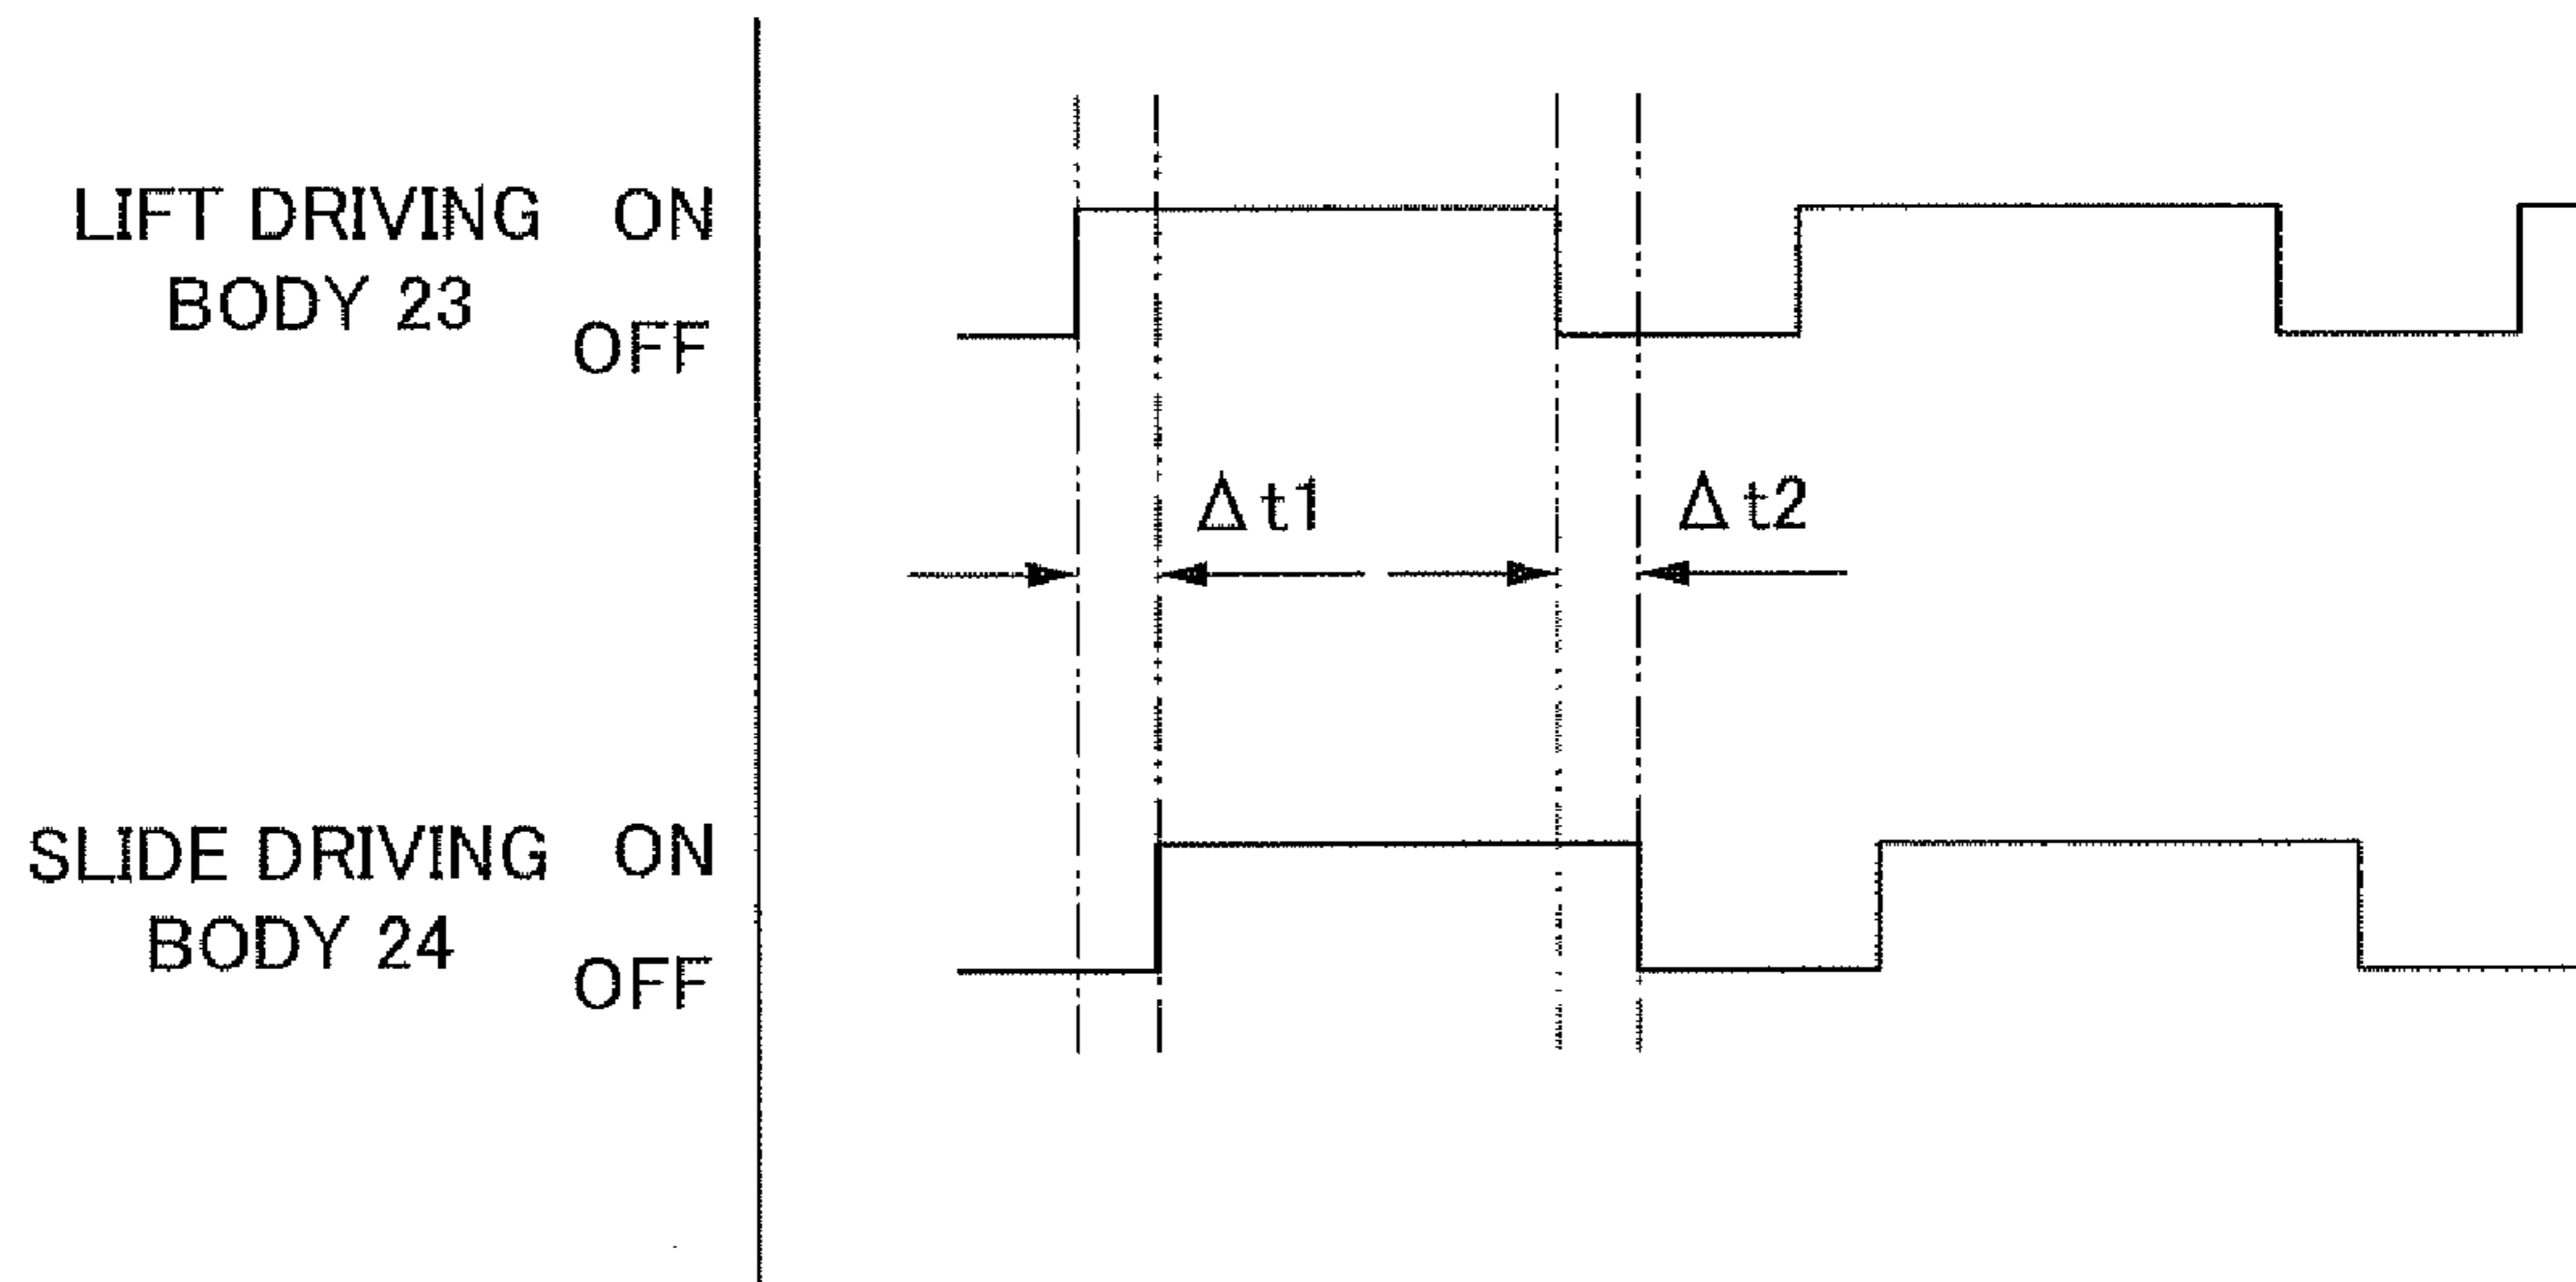 LIFT DRIVING ON
BODY 23
OFF
Δt1
Δt2
SLIDE DRIVING ON
BODY 24
OFF